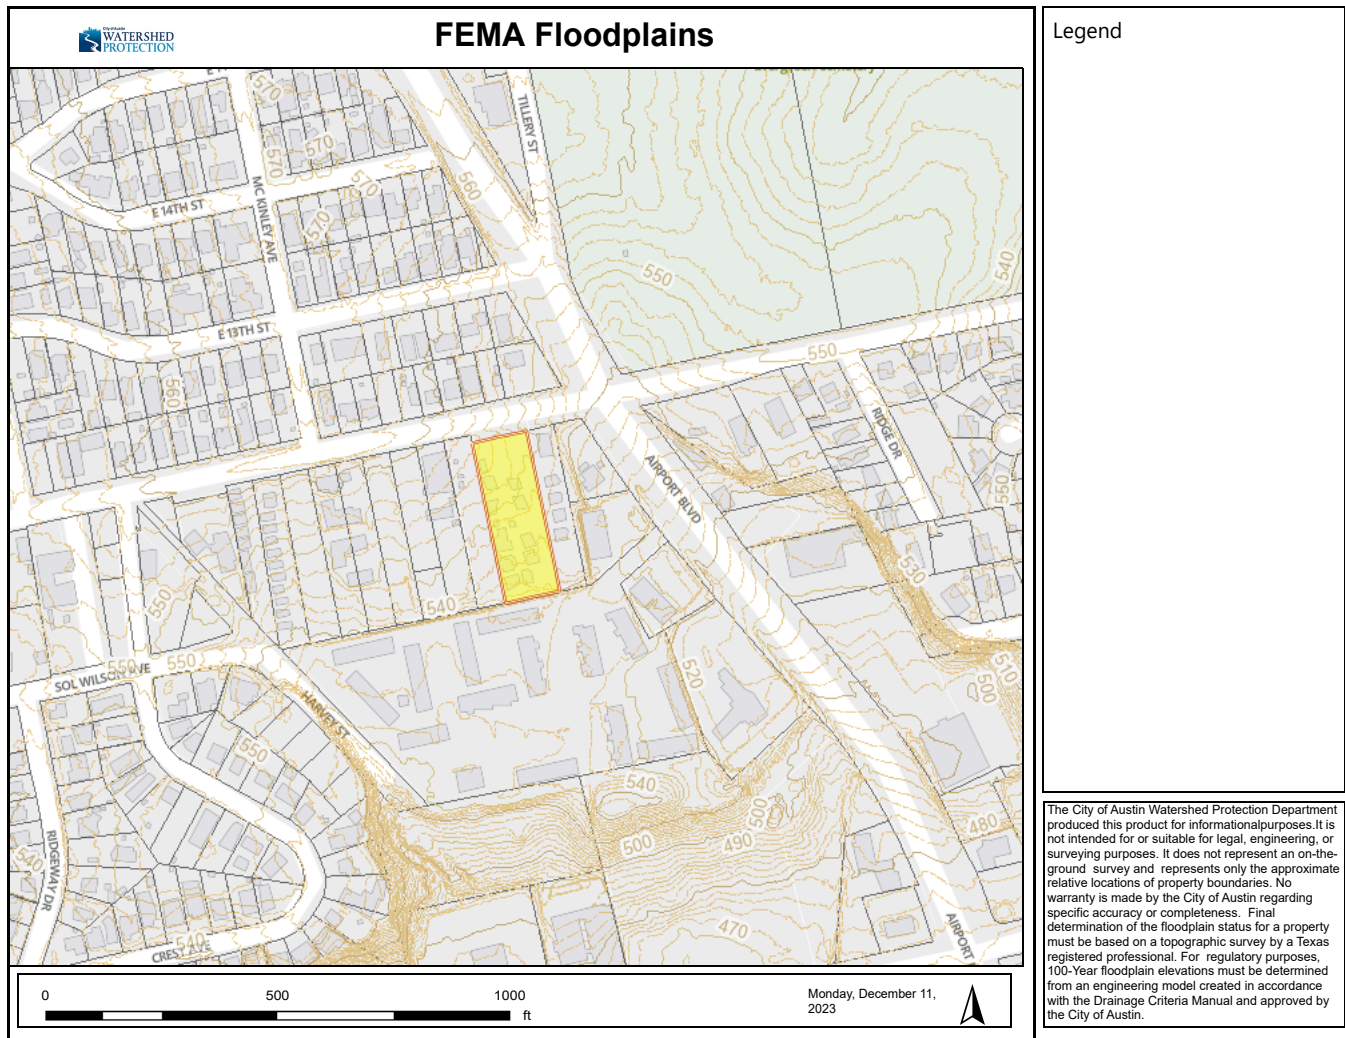 City of Austin
WATERSHED
PROTECTION
FEMA Floodplains
Legend
570
TILLERY ST
570
570
570
560
E 14TH ST
MCKINLEY AVE
570
550
540
E 13TH ST
550
560
RIDGE DR
AIRPORT BLVD
550
530
550
540
550
550
SOL WILSON AVE
510
520
500
HARVEY ST
550
540
500
480
500
490
RIDGEWAY DR
540
470
AIRPORT
540
CREST AVE
0
500
1000
ft
Monday, December 11,
2023
The City of Austin Watershed Protection Department
produced this product for informationalpurposes.It is
not intended for or suitable for legal, engineering, or
surveying purposes. It does not represent an on-the-
ground survey and represents only the approximate
relative locations of property boundaries. No
warranty is made by the City of Austin regarding
specific accuracy or completeness. Final
determination of the floodplain status for a property
must be based on a topographic survey by a Texas
registered professional. For regulatory purposes,
100-Year floodplain elevations must be determined
from an engineering model created in accordance
with the Drainage Criteria Manual and approved by
the City of Austin.